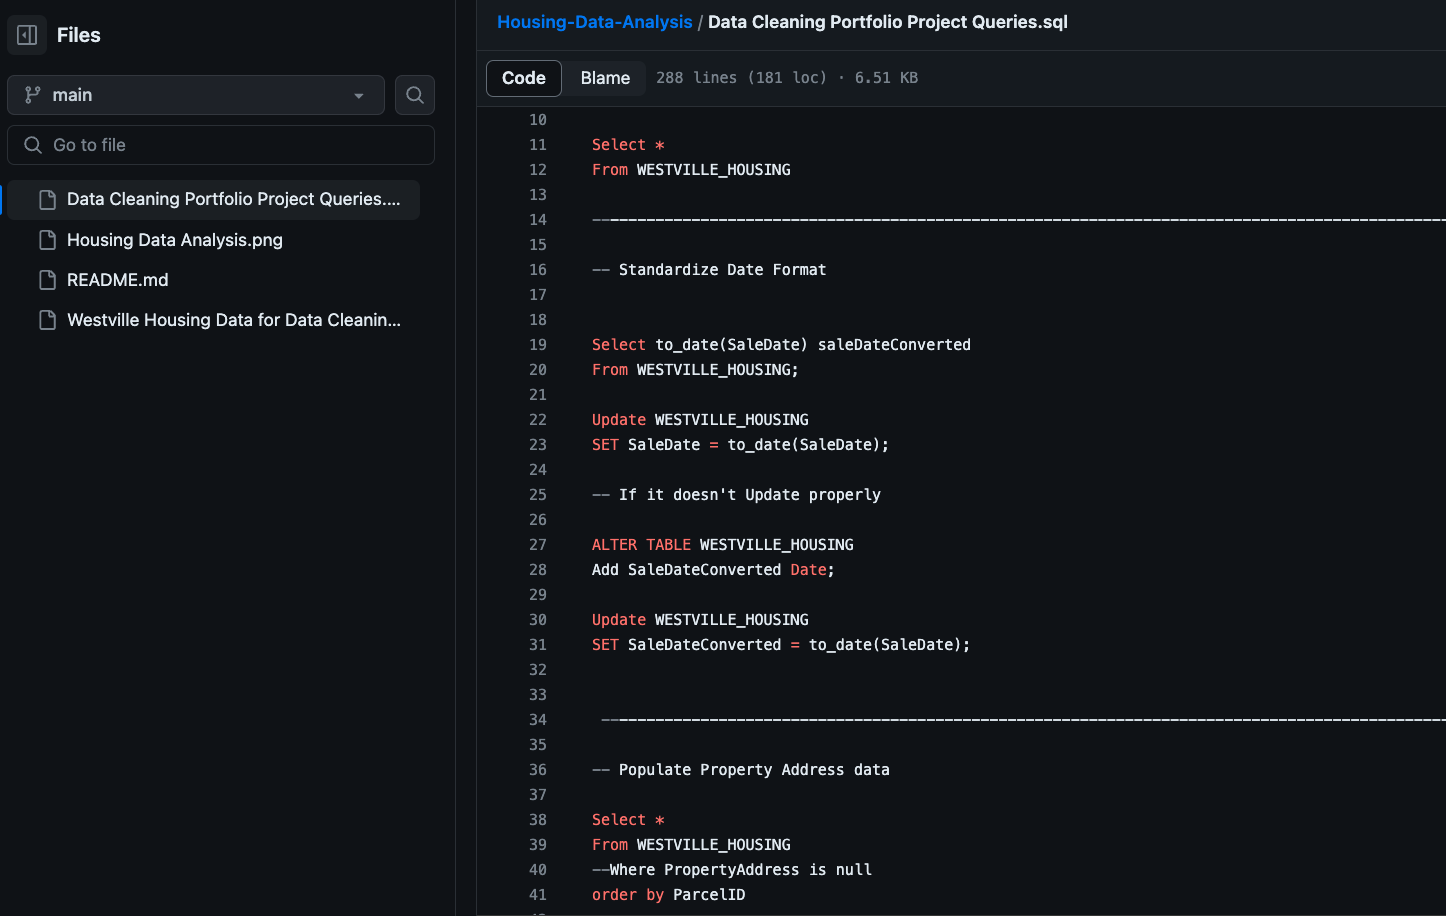 Files
main
Go to file
Data Cleaning Portfolio Project Queries....
Housing Data Analysis.png
README.md
Westville Housing Data for Data Cleanin...
Housing-Data-Analysis / Data Cleaning Portfolio Project Queries.sql
Code Blame 288 lines (181 loc) · 6.51 KB
10
11 Select *
12 From WESTVILLE_HOUSING
13
14 -----------------------------------------------------------------------------------------------
15
16 -- Standardize Date Format
17
18
19 Select to_date(SaleDate) saleDateConverted
20 From WESTVILLE_HOUSING;
21
22 Update WESTVILLE_HOUSING
23 SET SaleDate = to_date(SaleDate);
24
25 -- If it doesn't Update properly
26
27 ALTER TABLE WESTVILLE_HOUSING
28 Add SaleDateConverted Date;
29
30 Update WESTVILLE_HOUSING
31 SET SaleDateConverted = to_date(SaleDate);
32
33
34 ----------------------------------------------------------------------------------------------
35
36 -- Populate Property Address data
37
38 Select *
39 From WESTVILLE_HOUSING
40 --Where PropertyAddress is null
41 order by ParcelID